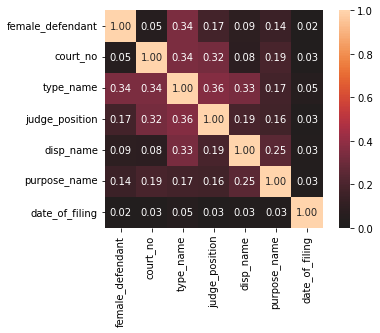 female_defendant 1.00 0.05 0.34 0.17 0.09 0.14 0.02
court_no 0.05 1.00 0.34 0.32 0.08 0.19 0.03
type_name 0.34 0.34 1.00 0.36 0.33 0.17 0.05
judge_position 0.17 0.32 0.36 1.00 0.19 0.16 0.03
disp_name 0.09 0.08 0.33 0.19 1.00 0.25 0.03
purpose_name 0.14 0.19 0.17 0.16 0.25 1.00 0.03
date_of_filing 0.02 0.03 0.05 0.03 0.03 0.03 1.00
female_defendant
court_no
type_name
judge_position
disp_name
purpose_name
date_of_filing
1.0
0.8
0.6
0.4
0.2
0.0